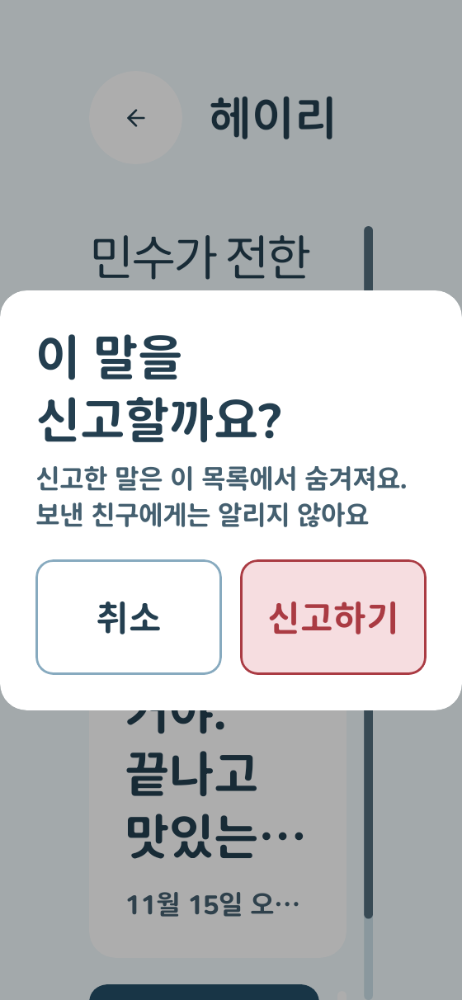 헤이리
민수가 전한
이 말을
신고할까요?
신고한 말은 이 목록에서 숨겨져요.
보낸 친구에게는 알리지 않아요
취소
신고하기
거야.
끝나고
맛있는…
11월 15일 오…